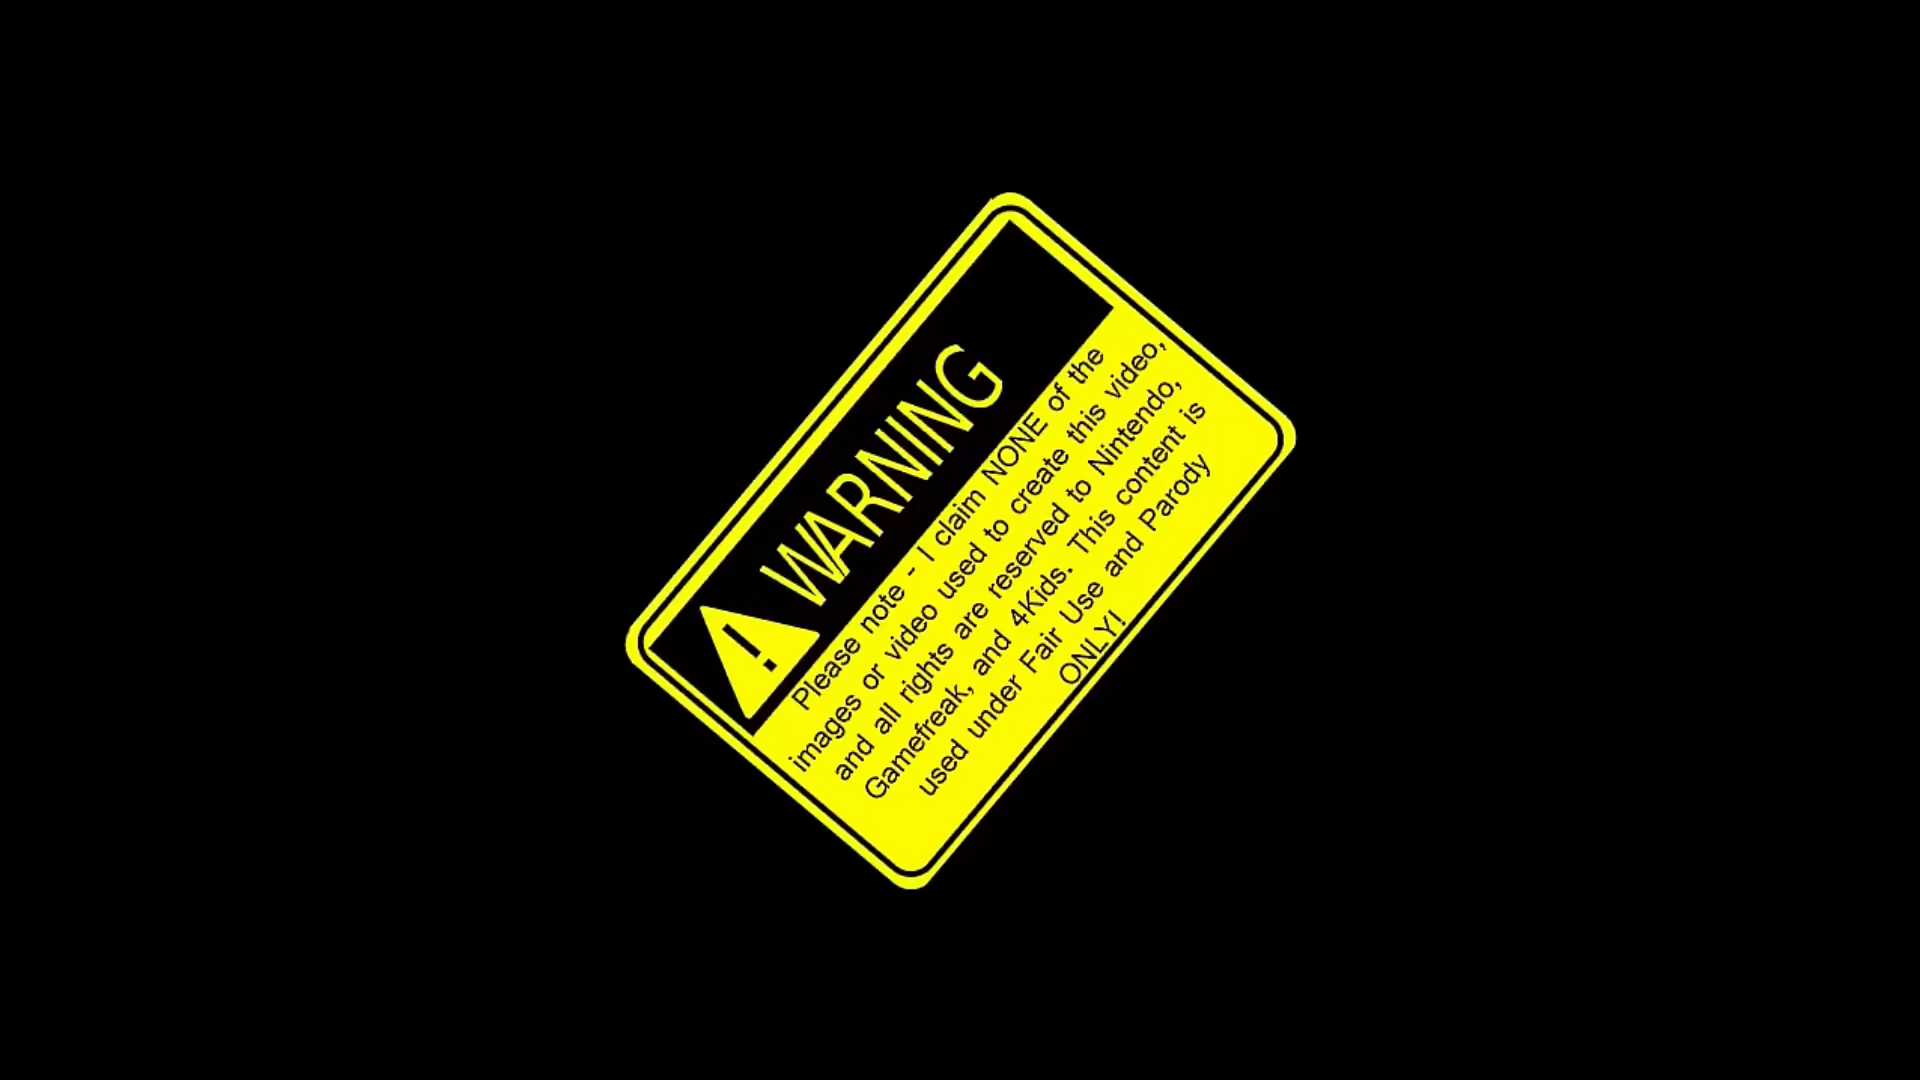 WARNING
Please note - I claim NONE of the
images or video used to create this video,
and all rights are reserved to Nintendo,
Gamefreak, and 4Kids. This content is
used under Fair Use and Parody
ONLY!